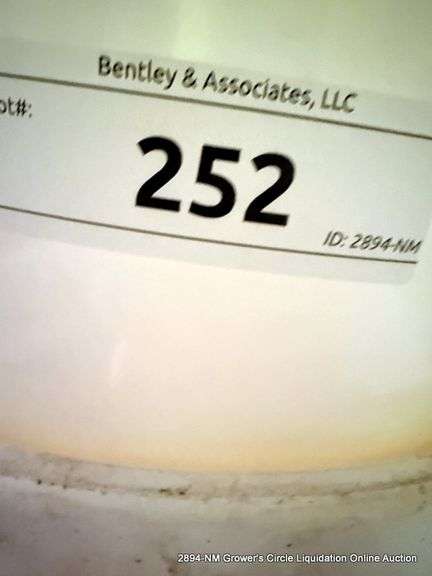 Bentley & Associates, LLC
ot#:
252
ID: 2894-NM
2894-NM Grower's Circle Liquidation Online Auction